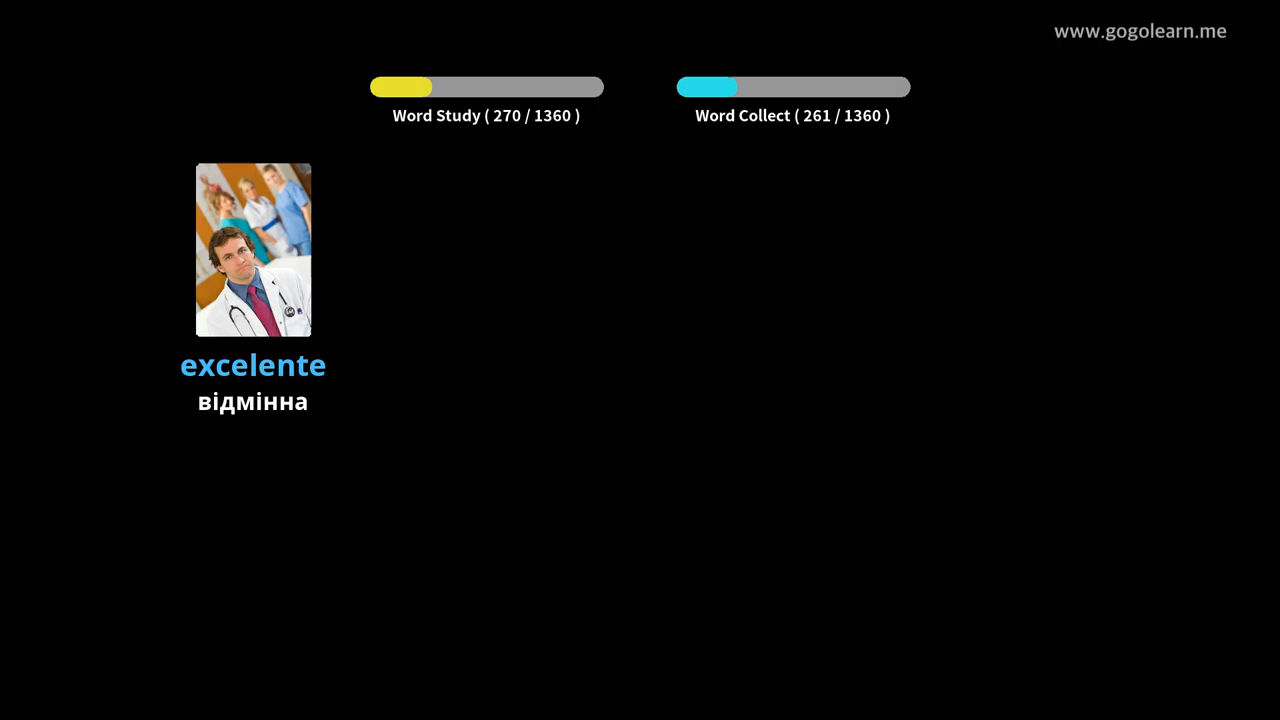 www.gogolearn.me
Word Study ( 270 / 1360 )
Word Collect ( 261 / 1360 )
excelente
відмінна